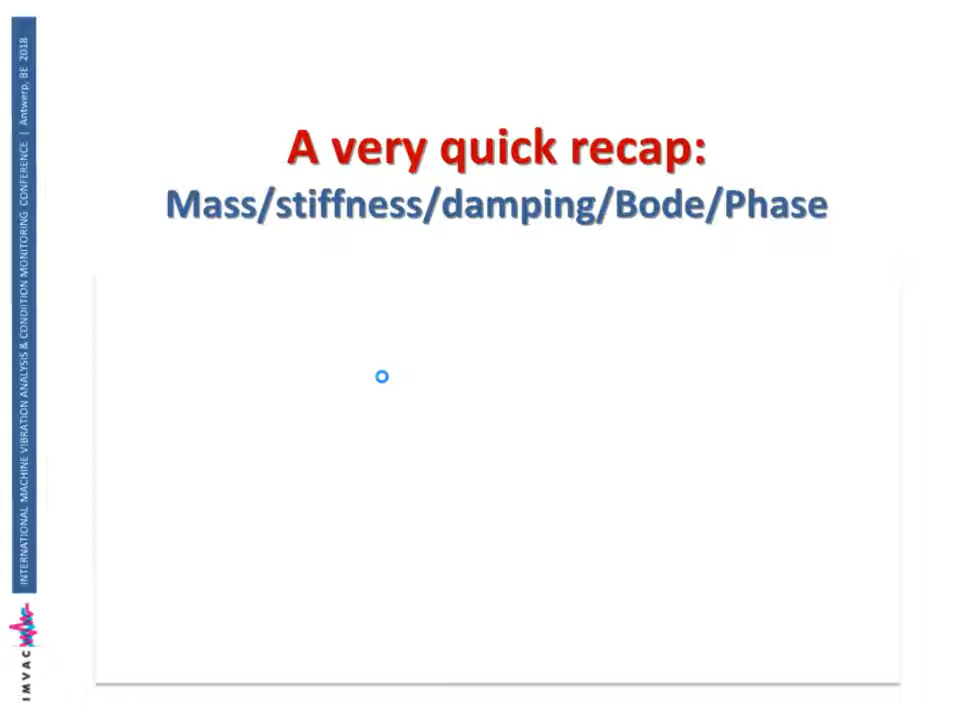 A very quick recap:
Mass/stiffness/damping/Bode/Phase
INTERNATIONAL MACHINE VIBRATION ANALYSIS & CONDITION MONITORING CONFERENCE | Antwerp, BE 2018
IMVAC